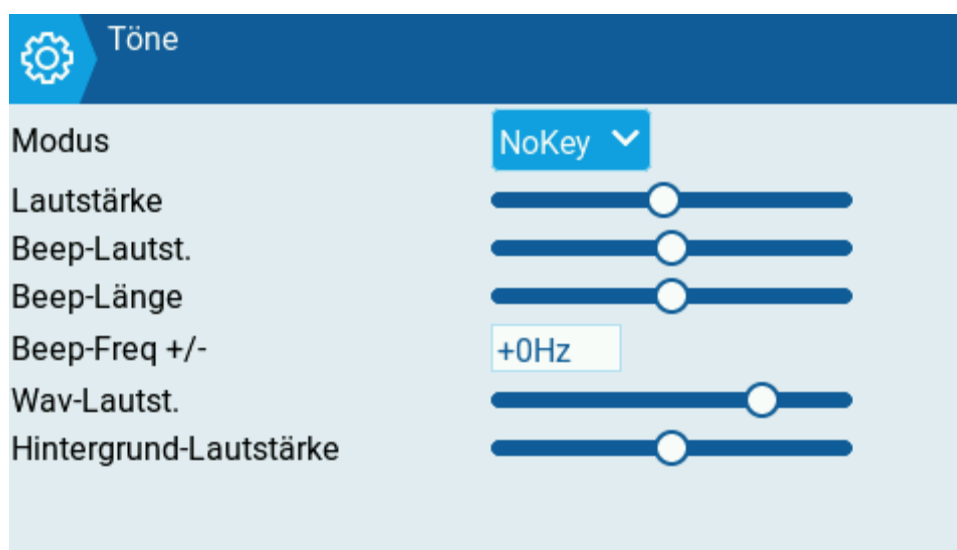 Töne
Modus NoKey
Lautstärke
Beep-Lautst.
Beep-Länge
Beep-Freq +/- +0Hz
Wav-Lautst.
Hintergrund-Lautstärke